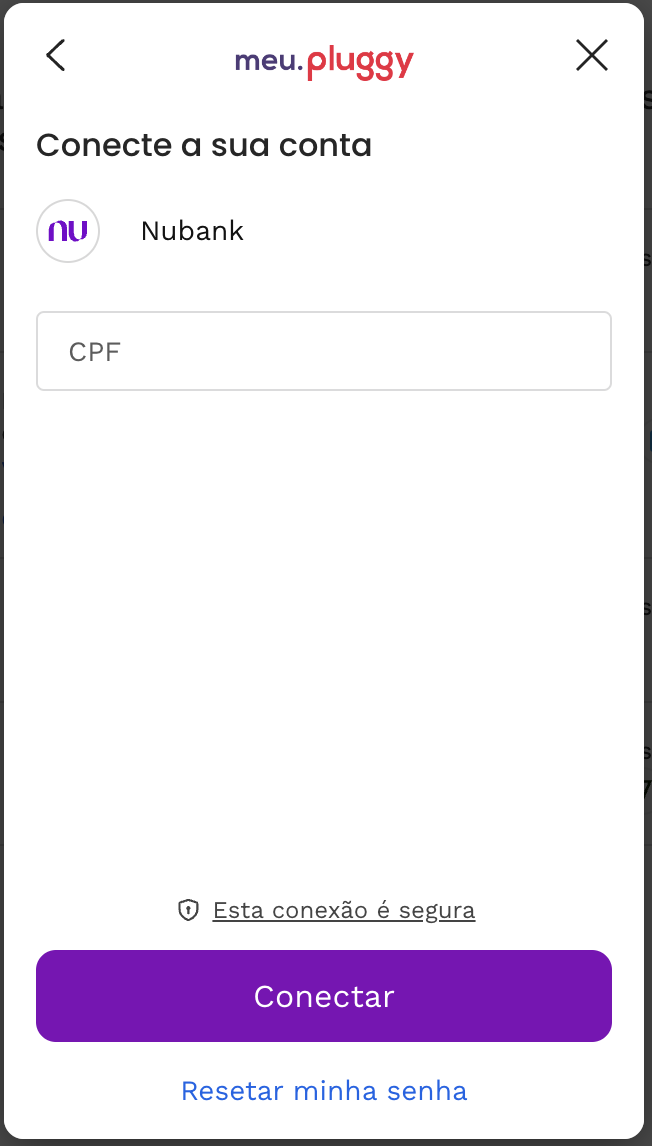 meu.pluggy
Conecte a sua conta
nu
Nubank
CPF
Esta conexão é segura
Conectar
Resetar minha senha